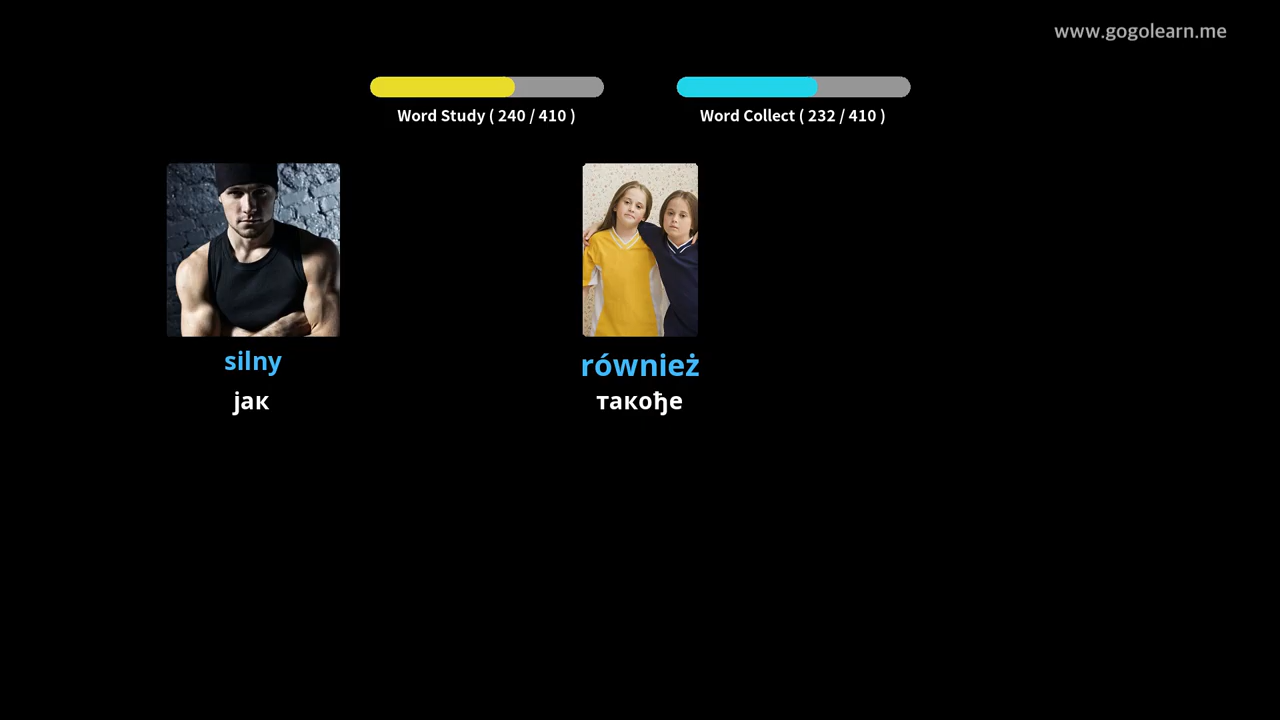 www.gogolearn.me
Word Study ( 240 / 410 )
Word Collect ( 232 / 410 )
silny
јак
również
такође